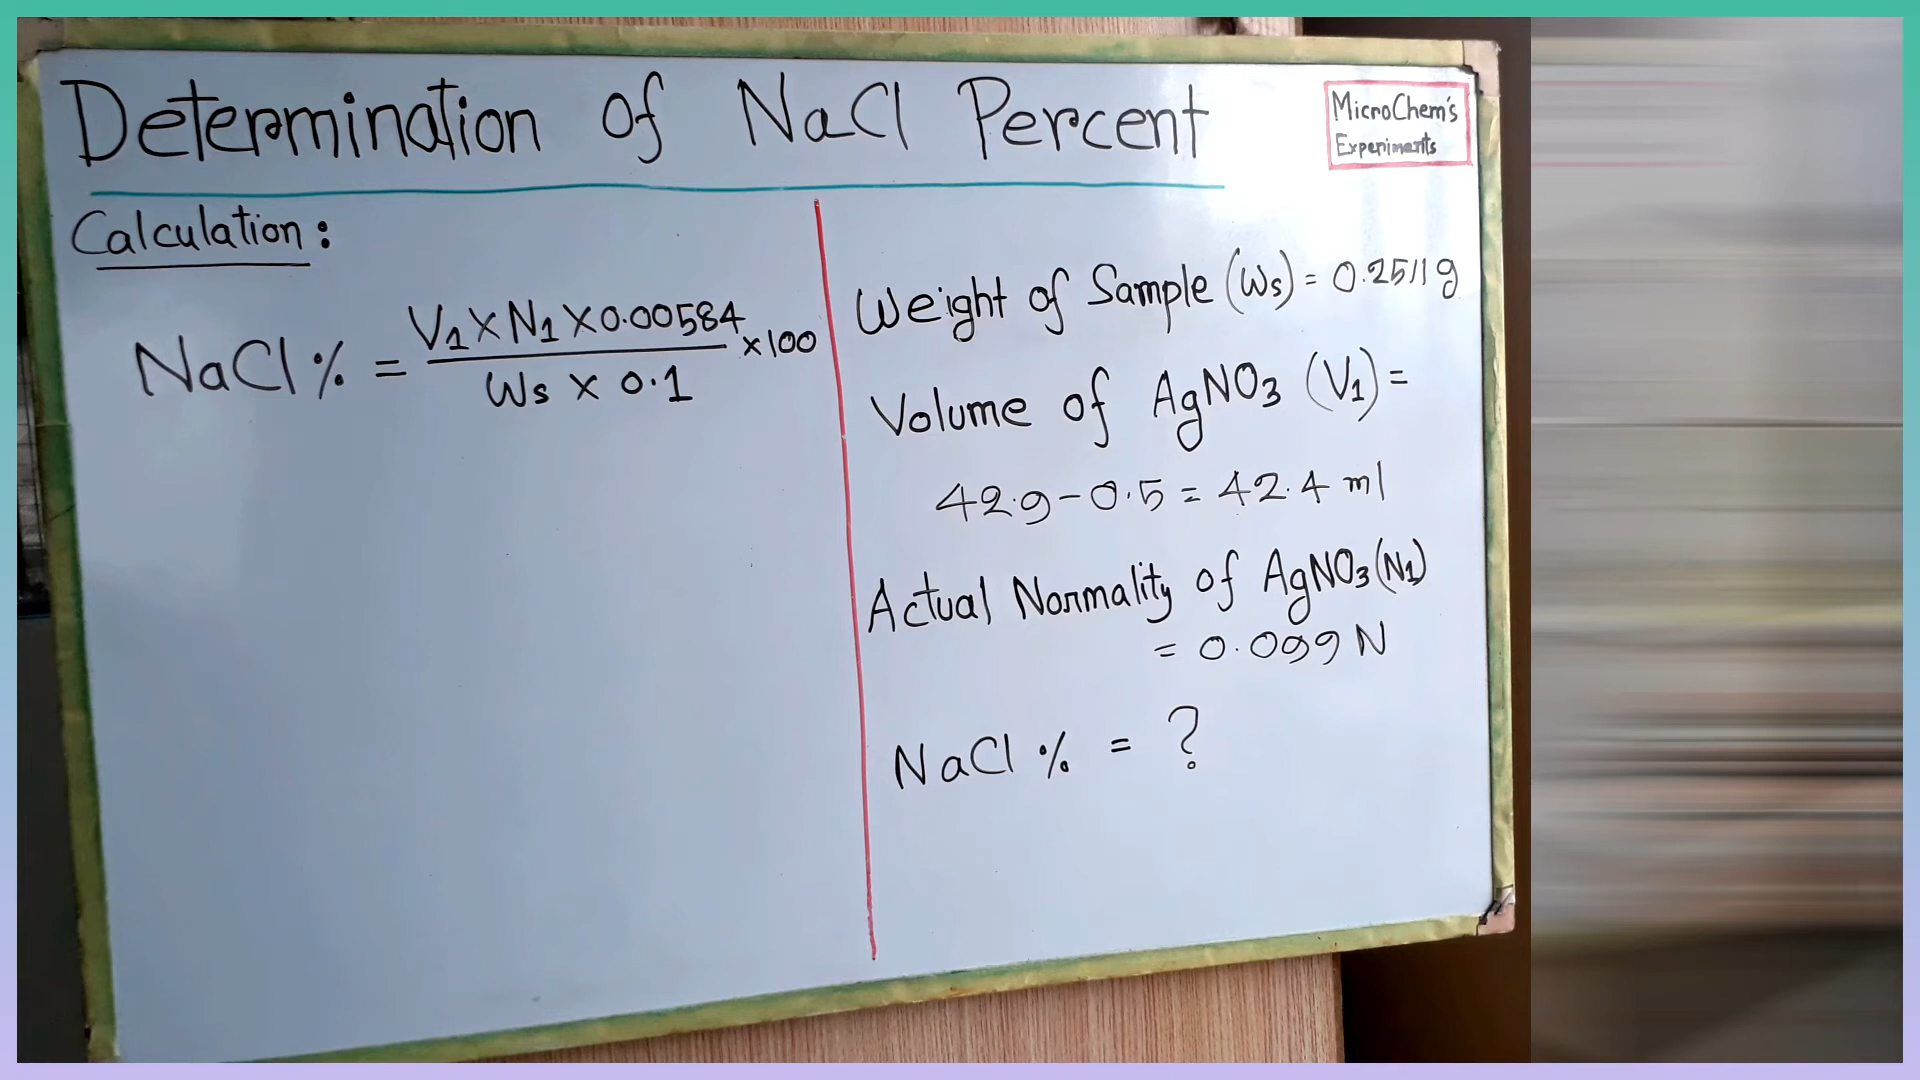 Determination of NaCl Percent
MicroChem's
Experiments
Calculation:
NaCl % = V1 X N1 X 0.00584 / Ws X 0.1 X 100
Weight of Sample (Ws) = 0.2511g
Volume of AgNO3 (V1) =
42.9 - 0.5 = 42.4 ml
Actual Normality of AgNO3 (N1)
= 0.099 N
NaCl % = ?